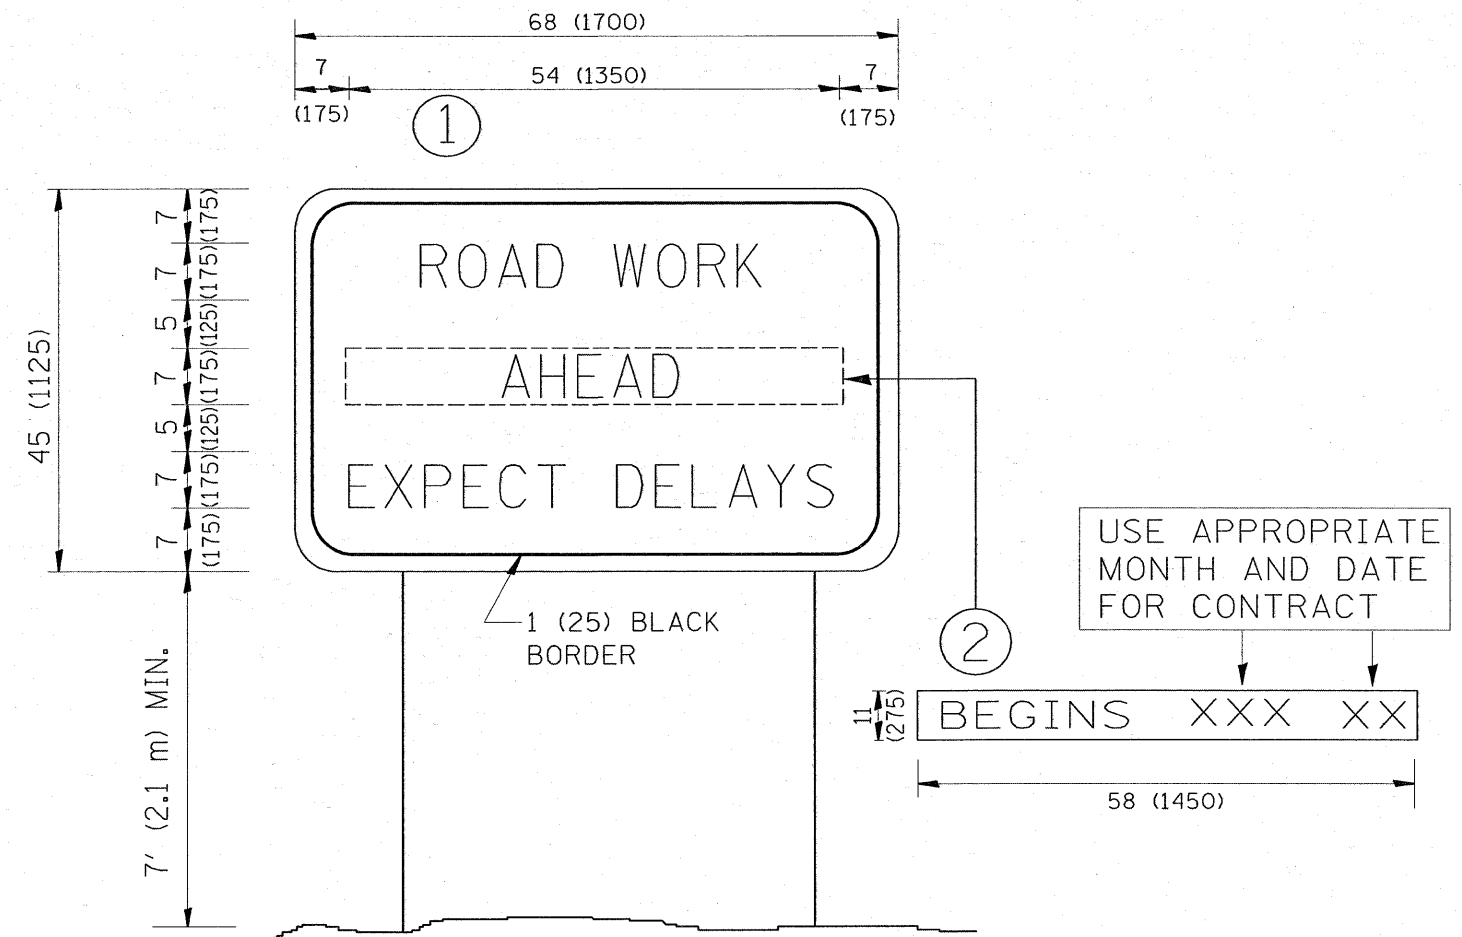 68 (1700)
7
54 (1350)
7
(175)
(175)
1
7
(175)
7
(175)
5
(125)
7
(175)
5
(125)
7
(175)
7
(175)
45 (1125)
ROAD WORK
AHEAD
EXPECT DELAYS
1 (25) BLACK
BORDER
7' (2.1 m) MIN.
2
USE APPROPRIATE
MONTH AND DATE
FOR CONTRACT
11
(275)
BEGINS XXX XX
58 (1450)